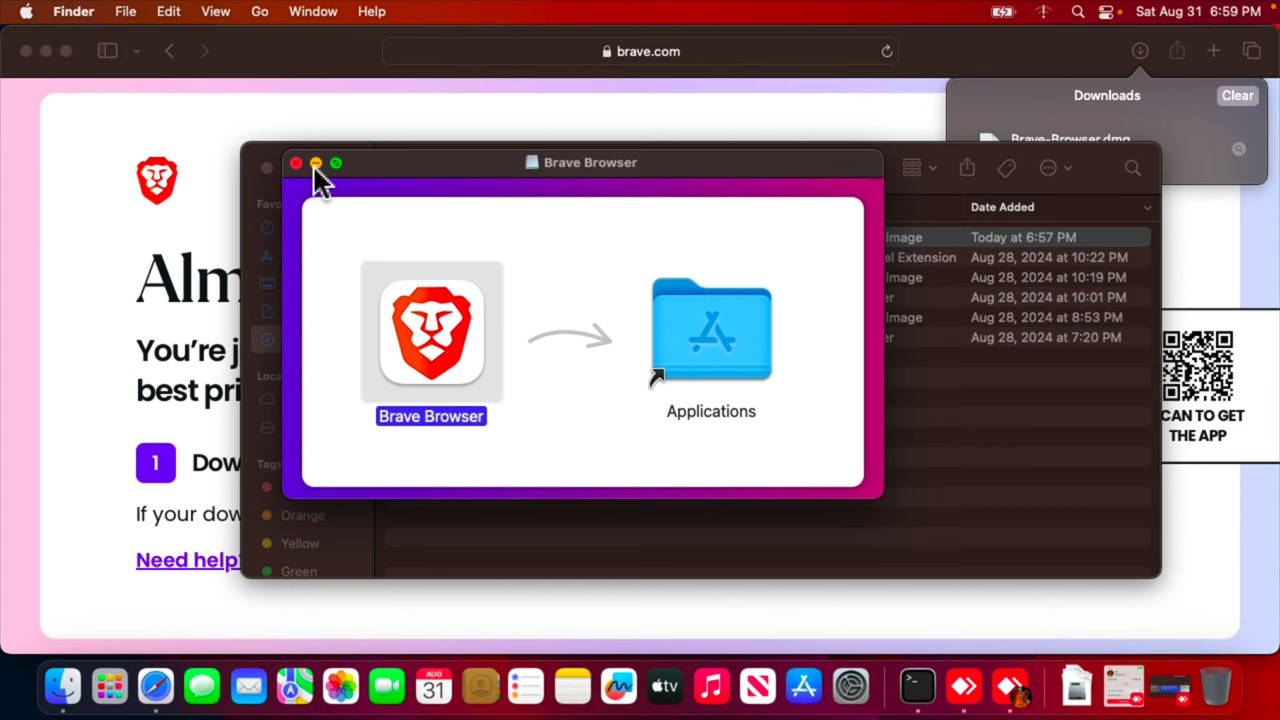 Finder File Edit View Go Window Help Sat Aug 31 6:59 PM
brave.com
Downloads Clear
Brave-Browser.dmg
Brave Browser
Favo
Date Added
Image Today at 6:57 PM
el Extension Aug 28, 2024 at 10:22 PM
Image Aug 28, 2024 at 10:19 PM
er Aug 28, 2024 at 10:01 PM
Image Aug 28, 2024 at 8:53 PM
er Aug 28, 2024 at 7:20 PM
Alm
You're j
best pri
Loca
Brave Browser
Applications
CAN TO GET
THE APP
1 Dow
Tags
If your dow
Orange
Yellow
Need help?
Green
AUG
31
tv
>_